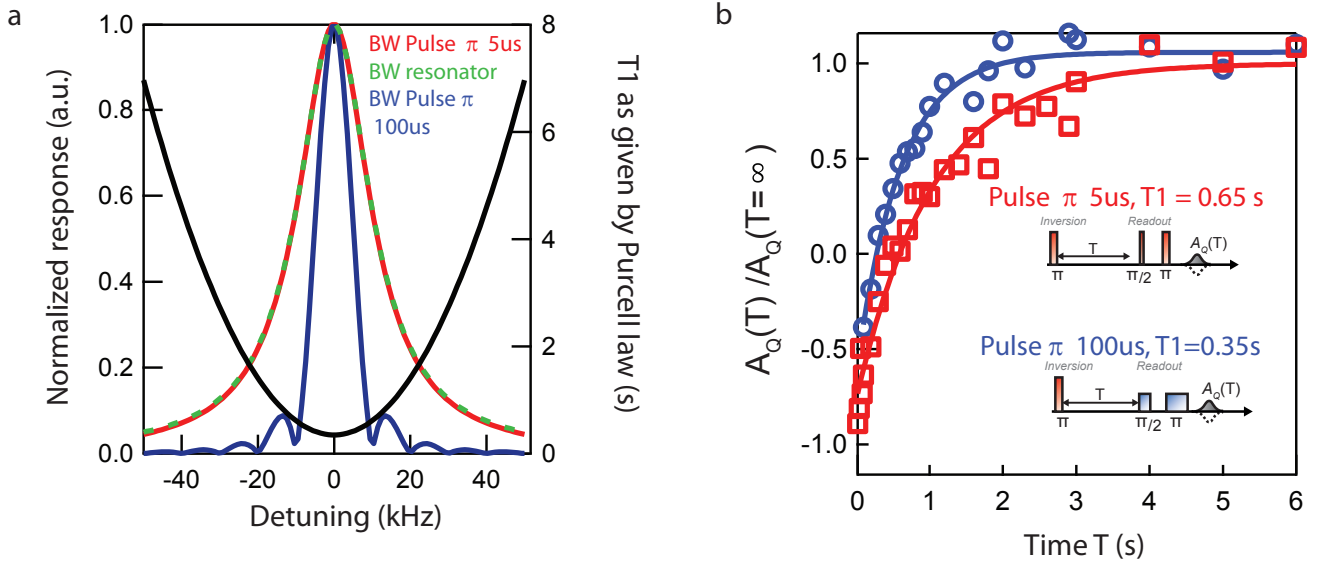 a
Normalized response (a.u.)
1.0
0.8
0.6
0.4
0.2
0.0
-40
-20
0
20
40
Detuning (kHz)
8
6
4
2
0
T1 as given by Purcell law (s)
BW Pulse π 5us
BW resonator
BW Pulse π
100us
b
A_Q(T) /A_Q(T= ∞ )
1.0
0.5
0.0
-0.5
-1.0
0
1
2
3
4
5
6
Time T (s)
Pulse π 5us, T1 = 0.65 s
Inversion
Readout
T
A_Q(T)
π
π/2
π
Pulse π 100us, T1=0.35s
Inversion
Readout
T
A_Q(T)
π
π/2
π